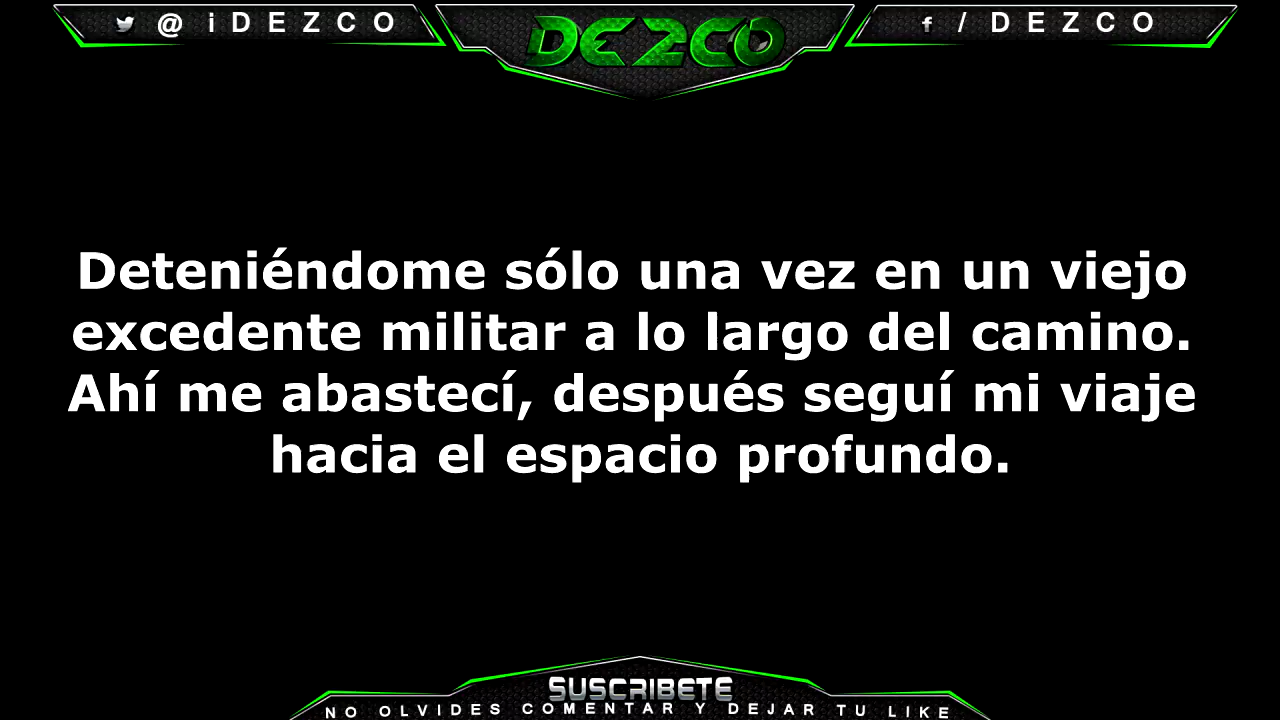 @iDEZCO
DEZCO
/DEZCO
Deteniéndome sólo una vez en un viejo
excedente militar a lo largo del camino.
Ahí me abastecí, después seguí mi viaje
hacia el espacio profundo.
SUSCRIBETE
NO OLVIDES COMENTAR Y DEJAR TU LIKE